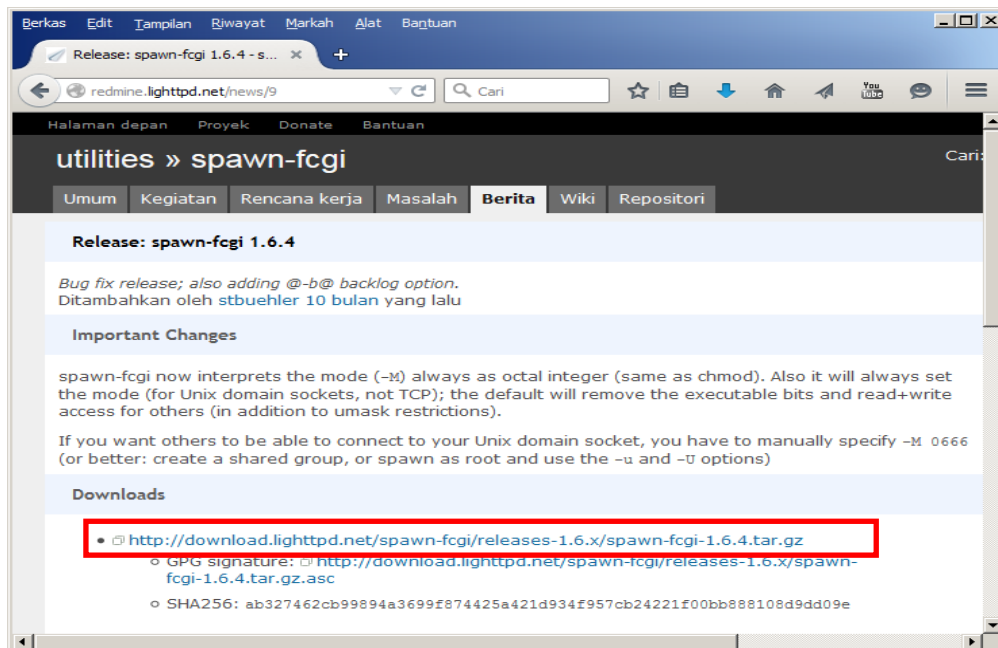 Berkas Edit Tampilan Riwayat Markah Alat Bantuan
Release: spawn-fcgi 1.6.4 - s...
redmine.lighttpd.net/news/9
Cari
You Tube
Halaman depan Proyek Donate Bantuan
utilities » spawn-fcgi
Cari:
Umum Kegiatan Rencana kerja Masalah Berita Wiki Repositori
Release: spawn-fcgi 1.6.4
Bug fix release; also adding @-b@ backlog option.
Ditambahkan oleh stbuehler 10 bulan yang lalu
Important Changes
spawn-fcgi now interprets the mode (-M) always as octal integer (same as chmod). Also it will always set
the mode (for Unix domain sockets, not TCP); the default will remove the executable bits and read+write
access for others (in addition to umask restrictions).
If you want others to be able to connect to your Unix domain socket, you have to manually specify -M 0666
(or better: create a shared group, or spawn as root and use the -u and -U options)
Downloads
• http://download.lighttpd.net/spawn-fcgi/releases-1.6.x/spawn-fcgi-1.6.4.tar.gz
o GPG signature: http://download.lighttpd.net/spawn-fcgi/releases-1.6.x/spawn-
fcgi-1.6.4.tar.gz.asc
o SHA256: ab327462cb99894a3699f874425a421d934f957cb24221f00bb888108d9dd09e